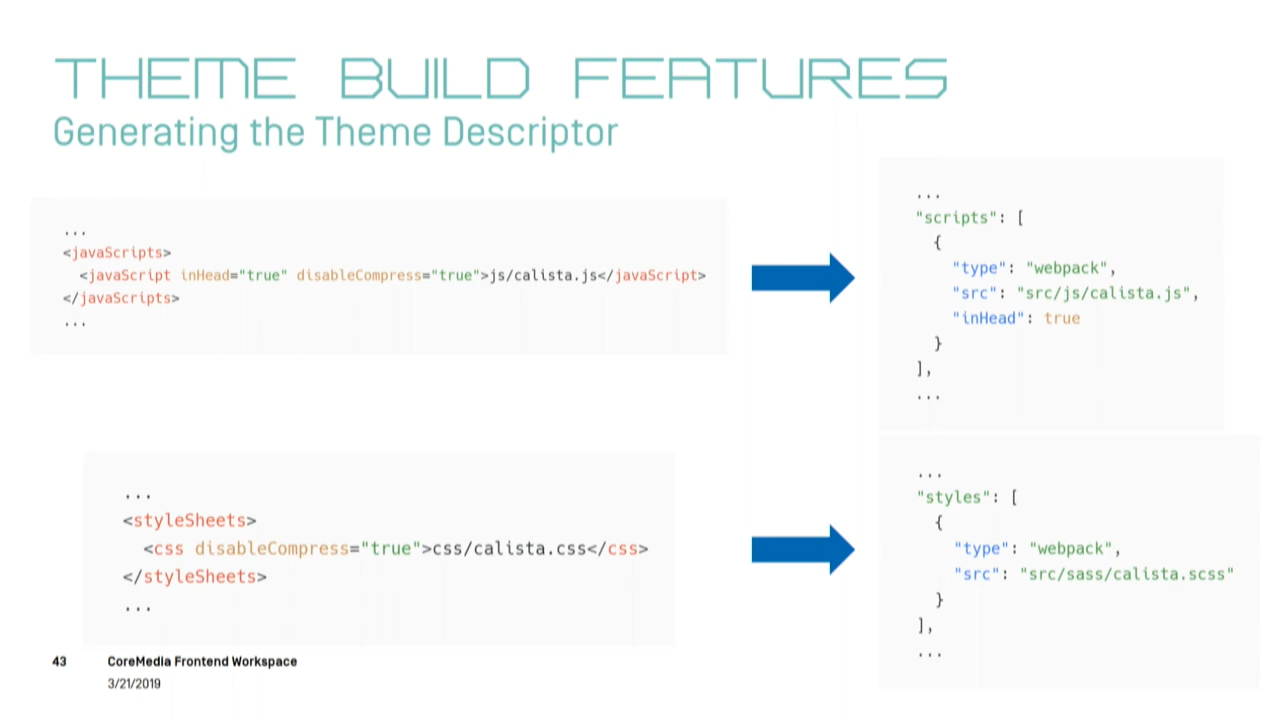 THEME BUILD FEATURES
Generating the Theme Descriptor
...
<javaScripts>
<javaScript inHead="true" disableCompress="true">js/calista.js</javaScript>
</javaScripts>
...
...
"scripts": [
{
"type": "webpack",
"src": "src/js/calista.js",
"inHead": true
}
],
...
...
<styleSheets>
<css disableCompress="true">css/calista.css</css>
</styleSheets>
...
...
"styles": [
{
"type": "webpack",
"src": "src/sass/calista.scss"
}
],
...
43 CoreMedia Frontend Workspace
3/21/2019